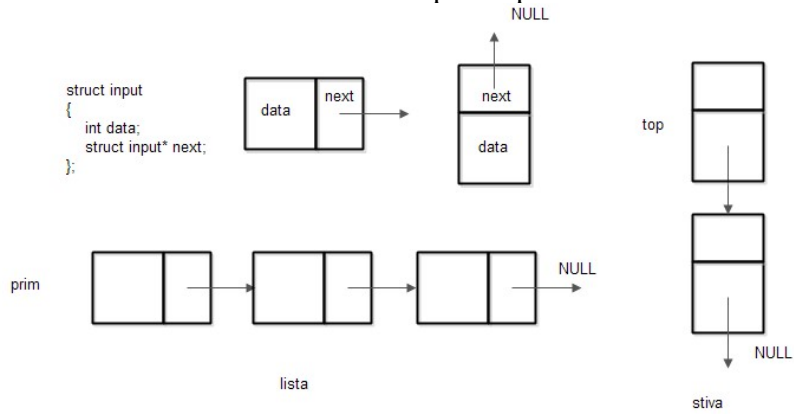 NULL
struct input
{
int data;
struct input* next;
};
data
next
next
data
top
prim
NULL
NULL
lista
stiva